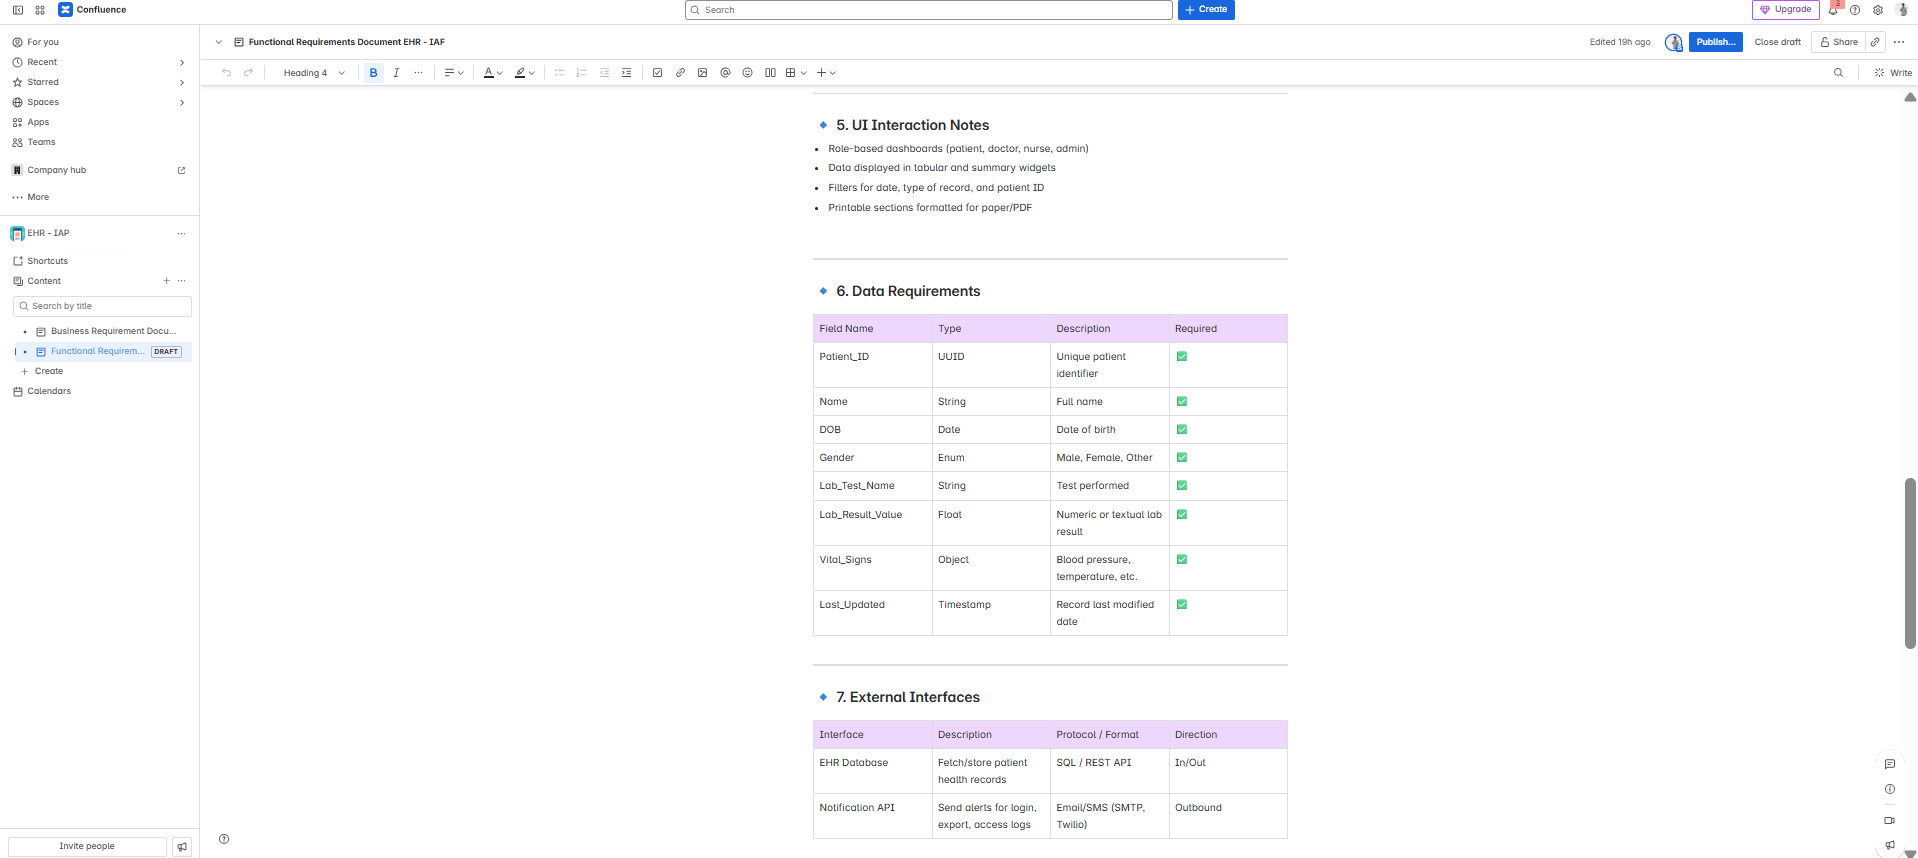 Confluence
Search
Create
Upgrade
3
For you
Recent
Starred
Spaces
Apps
Teams
Company hub
More
EHR - IAP
Shortcuts
Content
Search by title
Business Requirement Docu...
Functional Requirem... DRAFT
Create
Calendars
Invite people
Functional Requirements Document EHR - IAF
Edited 19h ago
Publish...
Close draft
Share
Heading 4
B
I
A
Write
5. UI Interaction Notes
• Role-based dashboards (patient, doctor, nurse, admin)
• Data displayed in tabular and summary widgets
• Filters for date, type of record, and patient ID
• Printable sections formatted for paper/PDF
6. Data Requirements
Field Name Type Description Required
Patient_ID UUID Unique patient
identifier
Name String Full name
DOB Date Date of birth
Gender Enum Male, Female, Other
Lab_Test_Name String Test performed
Lab_Result_Value Float Numeric or textual lab
result
Vital_Signs Object Blood pressure,
temperature, etc.
Last_Updated Timestamp Record last modified
date
7. External Interfaces
Interface Description Protocol / Format Direction
EHR Database Fetch/store patient SQL / REST API In/Out
health records
Notification API Send alerts for login, Email/SMS (SMTP, Outbound
export, access logs Twilio)